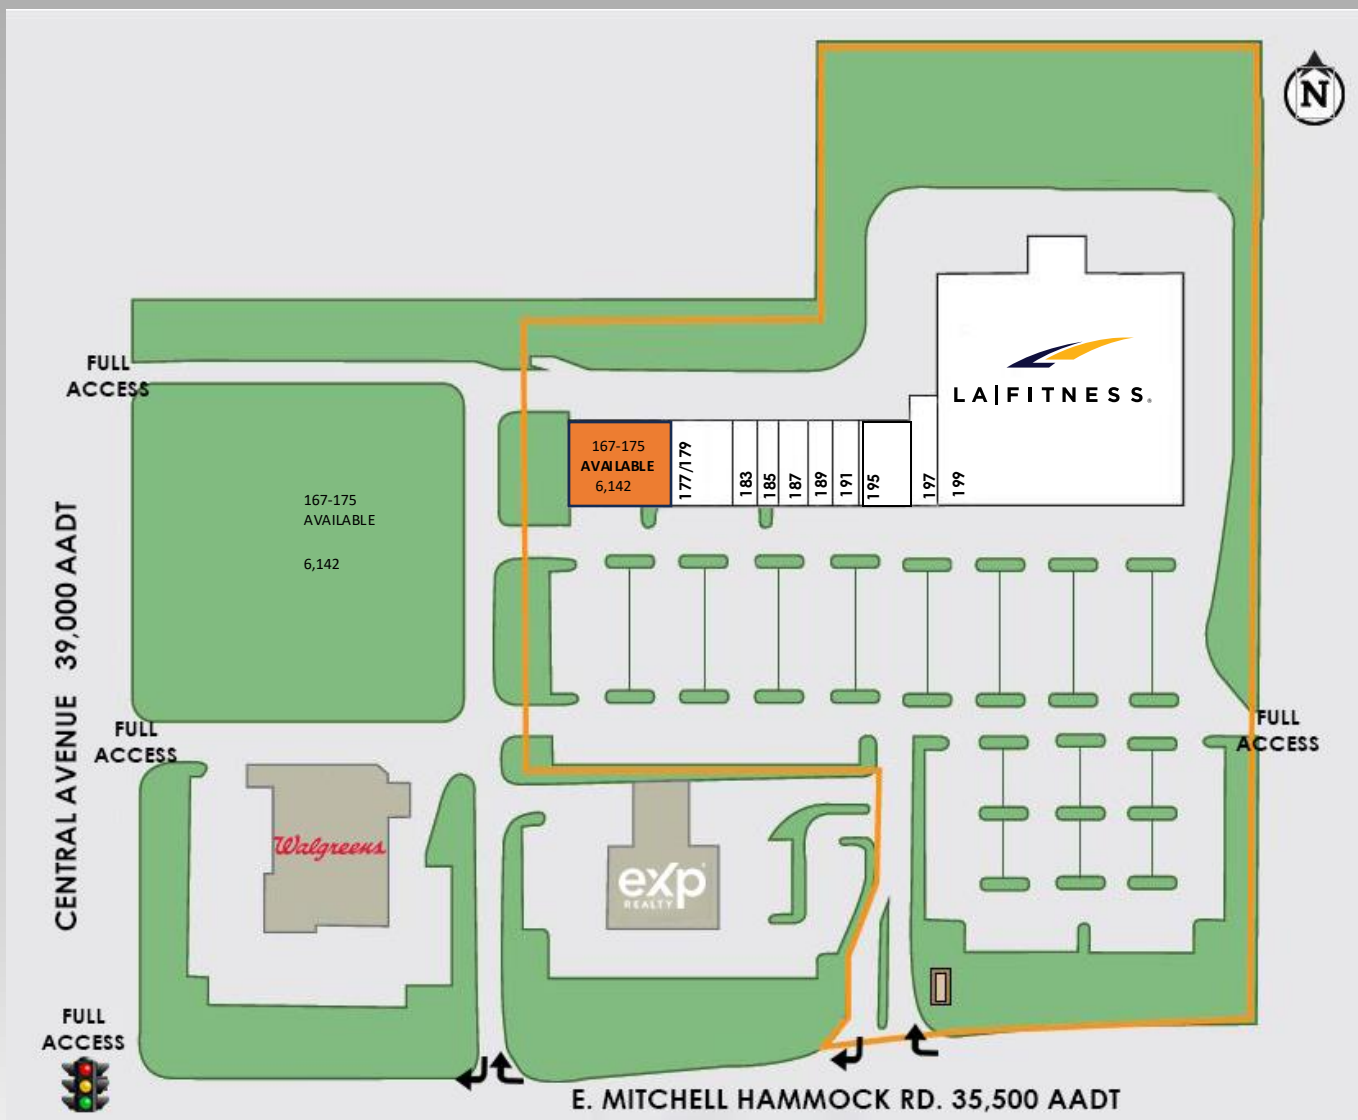 N
FULL
ACCESS
LA|FITNESS.
167-175
AVAILABLE
6,142
177/179
183
185
187
189
191
195
197
199
167-175
AVAILABLE
6,142
CENTRAL AVENUE 39,000 AADT
FULL
ACCESS
FULL
ACCESS
Walgreens
exp
REALTY
FULL
ACCESS
E. MITCHELL HAMMOCK RD. 35,500 AADT